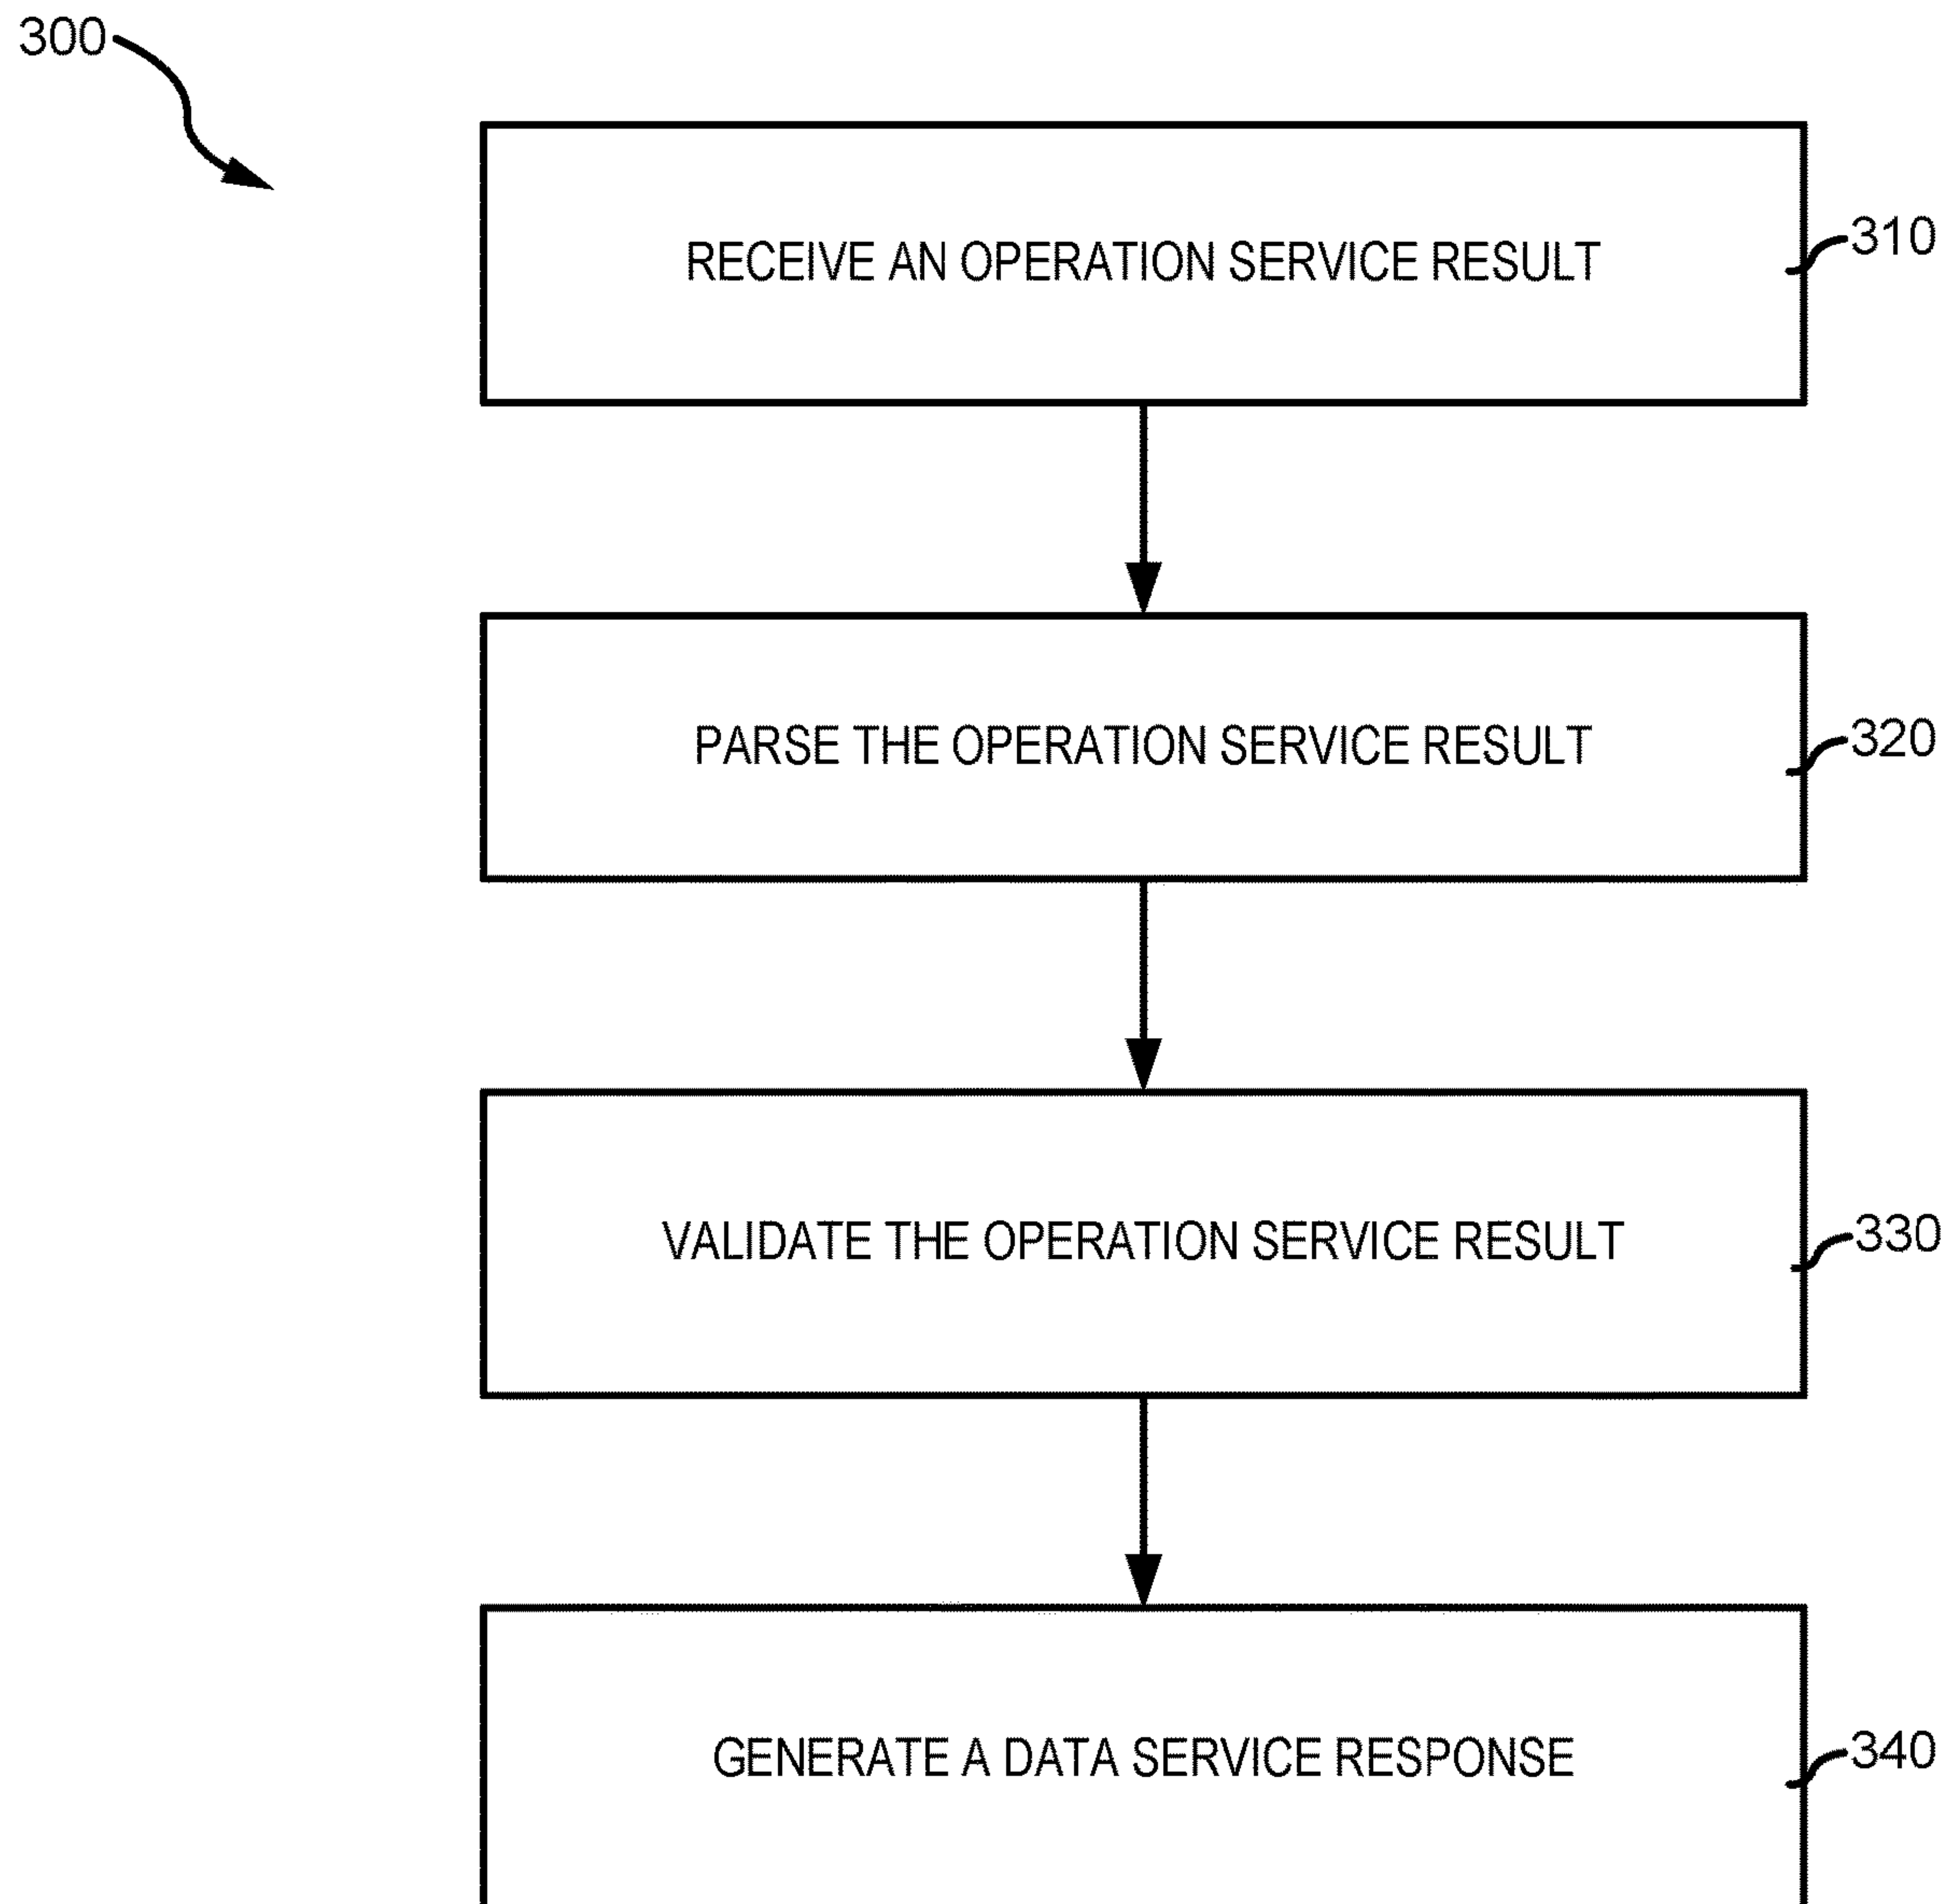 300
RECEIVE AN OPERATION SERVICE RESULT
310
PARSE THE OPERATION SERVICE RESULT
320
VALIDATE THE OPERATION SERVICE RESULT
330
GENERATE A DATA SERVICE RESPONSE
340